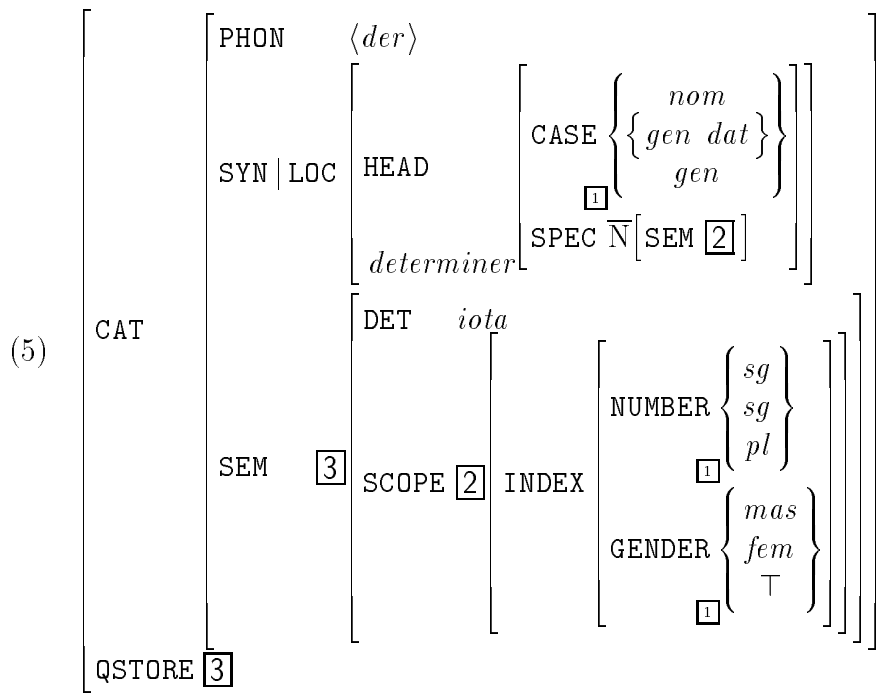 PHON ⟨der⟩
nom
CASE { gen dat }
SYN | LOC HEAD gen
1
SPEC N̅[SEM 2]
determiner
DET iota
(5) CAT
sg
NUMBER sg
pl
1
SEM 3 SCOPE 2 INDEX
mas
GENDER fem
⊤
1
QSTORE 3